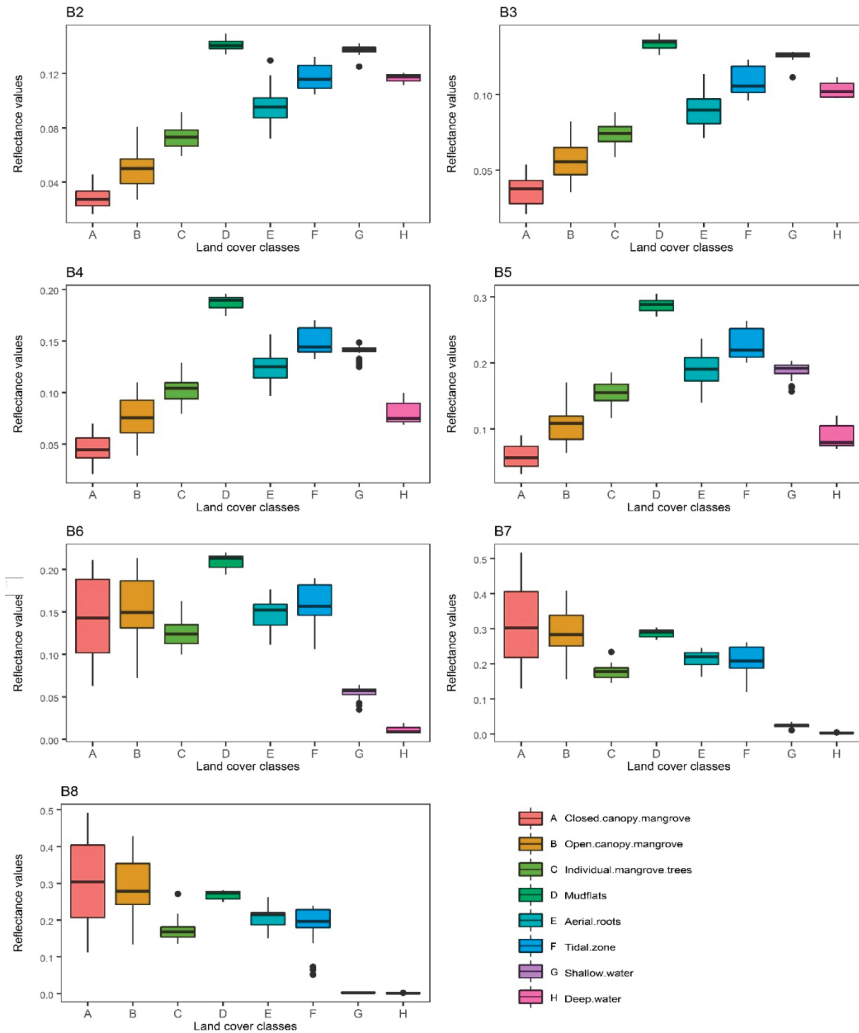 B2
Reflectance values
0.12
0.08
0.04
A B C D E F G H
Land cover classes
B3
Reflectance values
0.10
0.05
A B C D E F G H
Land cover classes
B4
Reflectance values
0.20
0.15
0.10
0.05
A B C D E F G H
Land cover classes
B5
Reflectance values
0.3
0.2
0.1
A B C D E F G H
Land cover classes
B6
Reflectance values
0.20
0.15
0.10
0.05
0.00
A B C D E F G H
Land cover classes
B7
Reflectance values
0.5
0.4
0.3
0.2
0.1
0.0
A B C D E F G H
Land cover classes
B8
Reflectance values
0.5
0.4
0.3
0.2
0.1
0.0
A B C D E F G H
Land cover classes
A Closed.canopy.mangrove
B Open.canopy.mangrove
C Individual.mangrove.trees
D Mudflats
E Aerial.roots
F Tidal.zone
G Shallow.water
H Deep.water